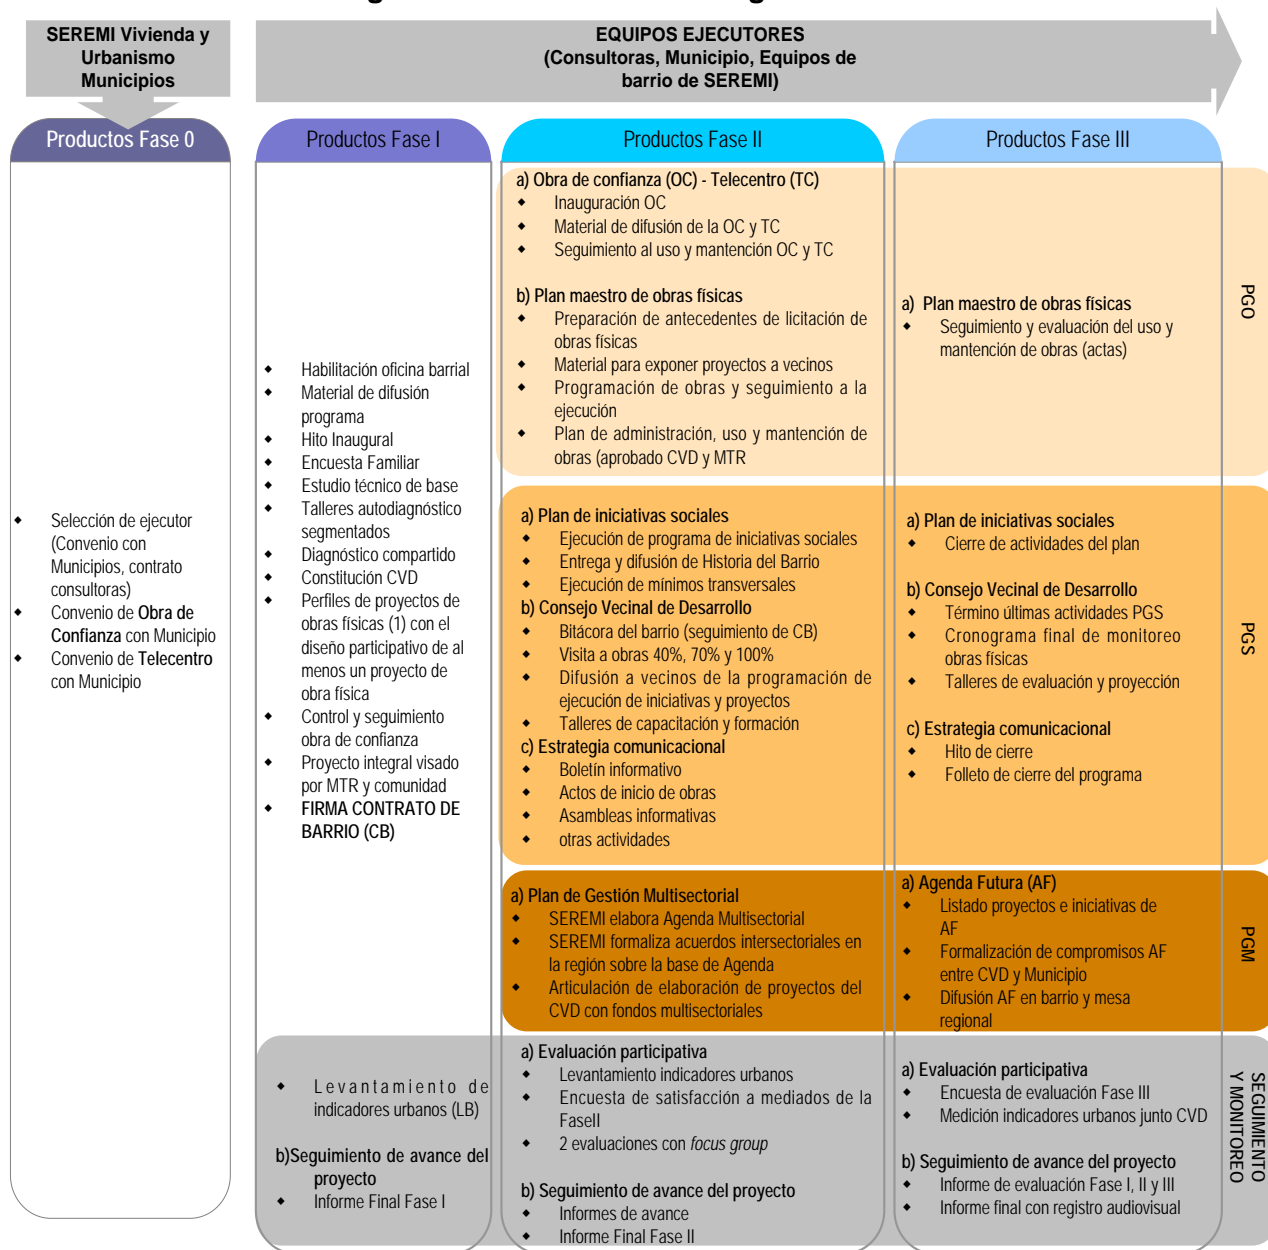 SEREMI Vivienda y
Urbanismo
Municipios
EQUIPOS EJECUTORES
(Consultoras, Municipio, Equipos de
barrio de SEREMI)
Productos Fase 0
Selección de ejecutor
(Convenio con
Municipios, contrato
consultoras)
Convenio de Obra de
Confianza con Municipio
Convenio de Telecentro
con Municipio
Productos Fase I
Habilitación oficina barrial
Material de difusión
programa
Hito Inaugural
Encuesta Familiar
Estudio técnico de base
Talleres autodiagnóstico
segmentados
Diagnóstico compartido
Constitución CVD
Perfiles de proyectos de
obras físicas (1) con el
diseño participativo de al
menos un proyecto de
obra física
Control y seguimiento
obra de confianza
Proyecto integral visado
por MTR y comunidad
FIRMA CONTRATO DE
BARRIO (CB)
Levantamiento de
indicadores urbanos (LB)
b)Seguimiento de avance del
proyecto
Informe Final Fase I
Productos Fase II
a) Obra de confianza (OC) - Telecentro (TC)
Inauguración OC
Material de difusión de la OC y TC
Seguimiento al uso y mantención OC y TC
b) Plan maestro de obras físicas
Preparación de antecedentes de licitación de
obras físicas
Material para exponer proyectos a vecinos
Programación de obras y seguimiento a la
ejecución
Plan de administración, uso y mantención de
obras (aprobado CVD y MTR
a) Plan de iniciativas sociales
Ejecución de programa de iniciativas sociales
Entrega y difusión de Historia del Barrio
Ejecución de mínimos transversales
b) Consejo Vecinal de Desarrollo
Bitácora del barrio (seguimiento de CB)
Visita a obras 40%, 70% y 100%
Difusión a vecinos de la programación de
ejecución de iniciativas y proyectos
Talleres de capacitación y formación
c) Estrategia comunicacional
Boletín informativo
Actos de inicio de obras
Asambleas informativas
otras actividades
a) Plan de Gestión Multisectorial
SEREMI elabora Agenda Multisectorial
SEREMI formaliza acuerdos intersectoriales en
la región sobre la base de Agenda
Articulación de elaboración de proyectos del
CVD con fondos multisectoriales
a) Evaluación participativa
Levantamiento indicadores urbanos
Encuesta de satisfacción a mediados de la
FaseII
2 evaluaciones con focus group
b) Seguimiento de avance del proyecto
Informes de avance
Informe Final Fase II
Productos Fase III
a) Plan maestro de obras físicas
Seguimiento y evaluación del uso y
mantención de obras (actas)
a) Plan de iniciativas sociales
Cierre de actividades del plan
b) Consejo Vecinal de Desarrollo
Término últimas actividades PGS
Cronograma final de monitoreo
obras físicas
Talleres de evaluación y proyección
c) Estrategia comunicacional
Hito de cierre
Folleto de cierre del programa
a) Agenda Futura (AF)
Listado proyectos e iniciativas de
AF
Formalización de compromisos AF
entre CVD y Municipio
Difusión AF en barrio y mesa
regional
a) Evaluación participativa
Encuesta de evaluación Fase III
Medición indicadores urbanos junto CVD
b) Seguimiento de avance del proyecto
Informe de evaluación Fase I, II y III
Informe final con registro audiovisual
PGO
PGS
PGM
SEGUIMIENTO
Y MONITOREO